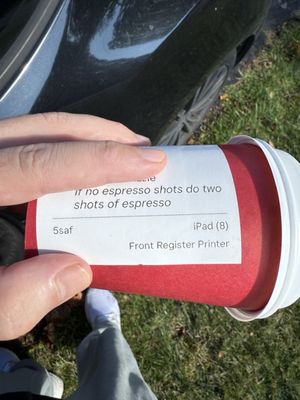 If no espresso shots do two
shots of espresso
5saf iPad (8)
Front Register Printer